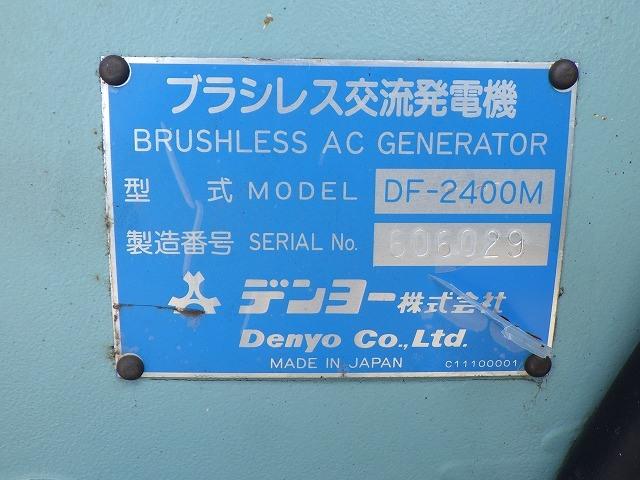 ブラシレス交流発電機
BRUSHLESS AC GENERATOR
型 式 MODEL DF-2400M
製造番号 SERIAL No. 606029
デンヨー株式会社
Denyo Co.,Ltd.
MADE IN JAPAN C11100001